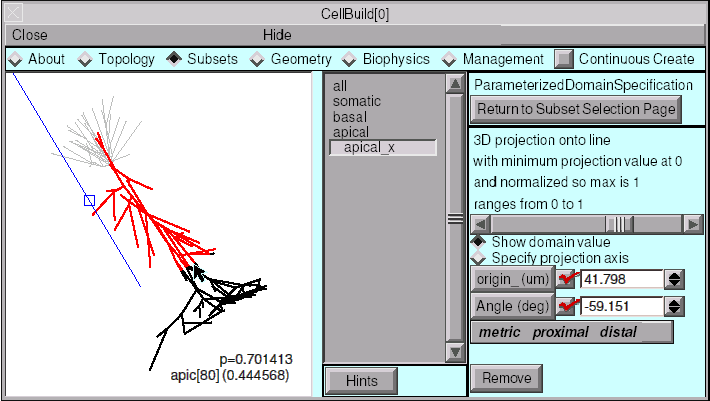 CellBuild[0]
Close Hide
About Topology Subsets Geometry Biophysics Management Continuous Create
all
somatic
basal
apical
apical_x
Hints
p=0.701413
apic[80] (0.444568)
ParameterizedDomainSpecification
Return to Subset Selection Page
3D projection onto line
with minimum projection value at 0
and normalized so max is 1
ranges from 0 to 1
Show domain value
Specify projection axis
origin_ (um) 41.798
Angle (deg) -59.151
metric proximal distal
Remove